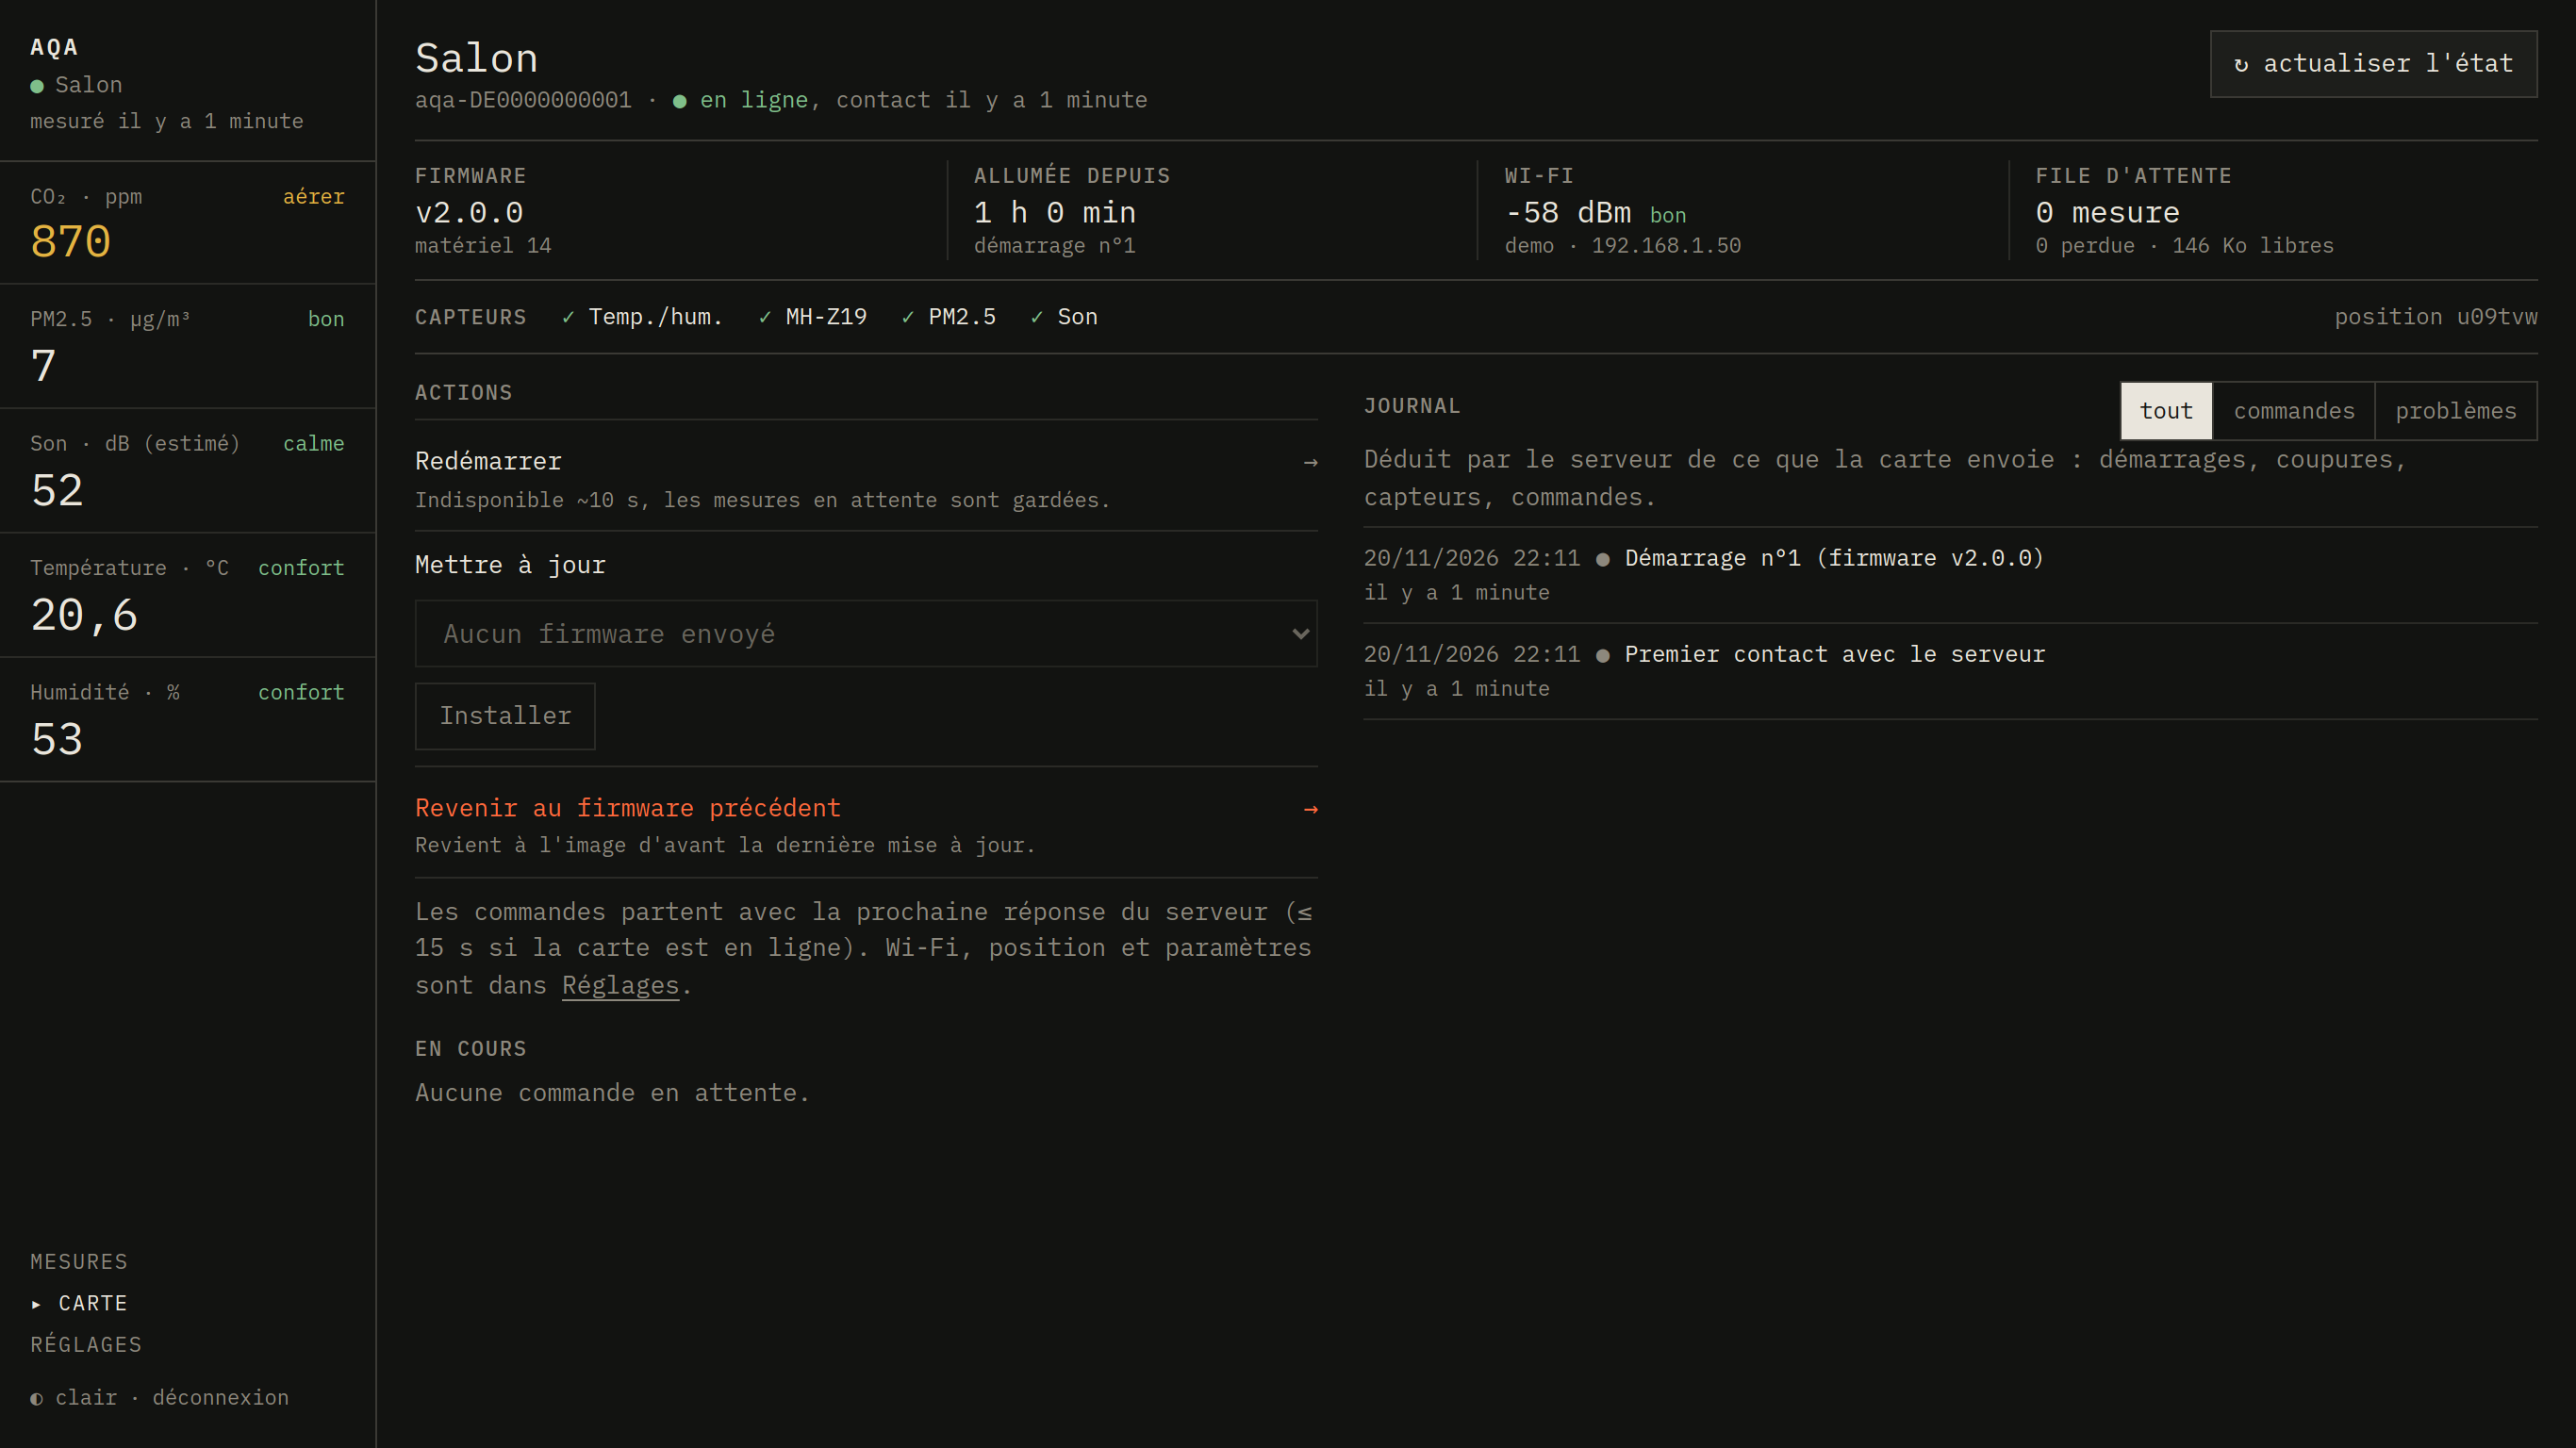 AQA
● Salon
mesuré il y a 1 minute
CO₂ · ppm aérer
870
PM2.5 · µg/m³ bon
7
Son · dB (estimé) calme
52
Température · °C confort
20,6
Humidité · % confort
53
MESURES
▸ CARTE
RÉGLAGES
◐ clair · déconnexion
Salon
aqa-DE0000000001 · ● en ligne, contact il y a 1 minute
↻ actualiser l'état
FIRMWARE
v2.0.0
matériel 14
ALLUMÉE DEPUIS
1 h 0 min
démarrage n°1
WI-FI
-58 dBm bon
demo · 192.168.1.50
FILE D'ATTENTE
0 mesure
0 perdue · 146 Ko libres
CAPTEURS ✓ Temp./hum. ✓ MH-Z19 ✓ PM2.5 ✓ Son position u09tvw
ACTIONS
Redémarrer →
Indisponible ~10 s, les mesures en attente sont gardées.
Mettre à jour
Aucun firmware envoyé
Installer
Revenir au firmware précédent →
Revient à l'image d'avant la dernière mise à jour.
Les commandes partent avec la prochaine réponse du serveur (≤
15 s si la carte est en ligne). Wi-Fi, position et paramètres
sont dans Réglages.
EN COURS
Aucune commande en attente.
JOURNAL
tout commandes problèmes
Déduit par le serveur de ce que la carte envoie : démarrages, coupures,
capteurs, commandes.
20/11/2026 22:11 ● Démarrage n°1 (firmware v2.0.0)
il y a 1 minute
20/11/2026 22:11 ● Premier contact avec le serveur
il y a 1 minute